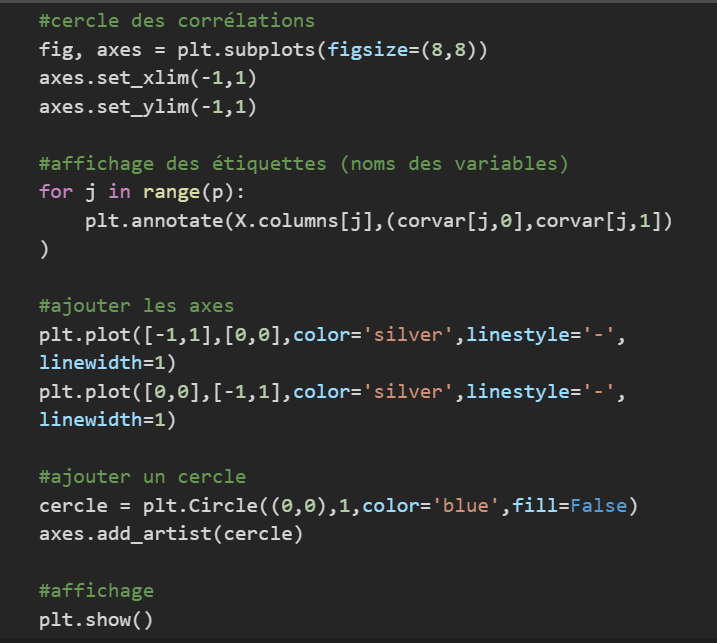 #cercle des corrélations
fig, axes = plt.subplots(figsize=(8,8))
axes.set_xlim(-1,1)
axes.set_ylim(-1,1)

#affichage des étiquettes (noms des variables)
for j in range(p):
    plt.annotate(X.columns[j],(corvar[j,0],corvar[j,1])
)

#ajouter les axes
plt.plot([-1,1],[0,0],color='silver',linestyle='-',
linewidth=1)
plt.plot([0,0],[-1,1],color='silver',linestyle='-',
linewidth=1)

#ajouter un cercle
cercle = plt.Circle((0,0),1,color='blue',fill=False)
axes.add_artist(cercle)

#affichage
plt.show()